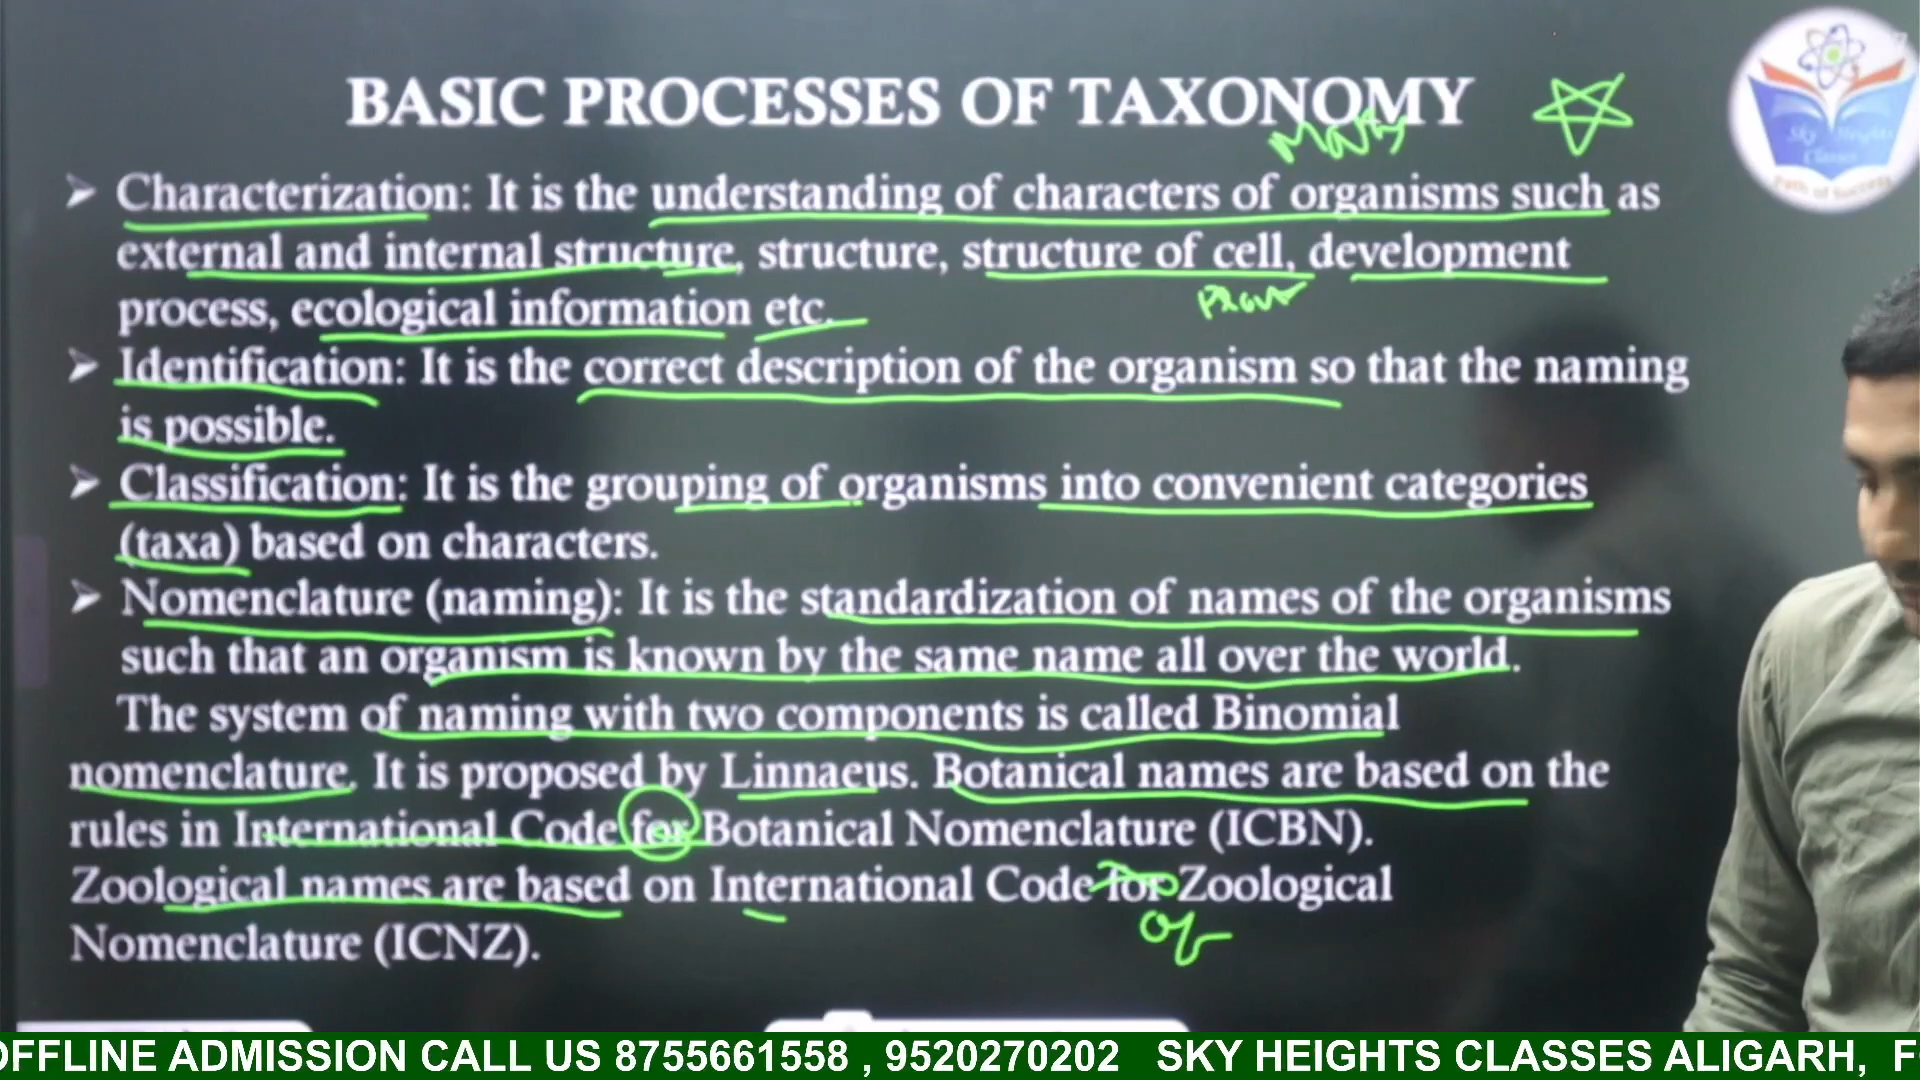 BASIC PROCESSES OF TAXONOMY
➤ Characterization: It is the understanding of characters of organisms such as
external and internal structure, structure, structure of cell, development
process, ecological information etc.
➤ Identification: It is the correct description of the organism so that the naming
is possible.
➤ Classification: It is the grouping of organisms into convenient categories
(taxa) based on characters.
➤ Nomenclature (naming): It is the standardization of names of the organisms
such that an organism is known by the same name all over the world.
The system of naming with two components is called Binomial
nomenclature. It is proposed by Linnaeus. Botanical names are based on the
rules in International Code for Botanical Nomenclature (ICBN).
Zoological names are based on International Code for Zoological
of
Nomenclature (ICNZ).
Sky Heights
Classes
Path of Success
OFFLINE ADMISSION CALL US 8755661558 , 9520270202 SKY HEIGHTS CLASSES ALIGARH,